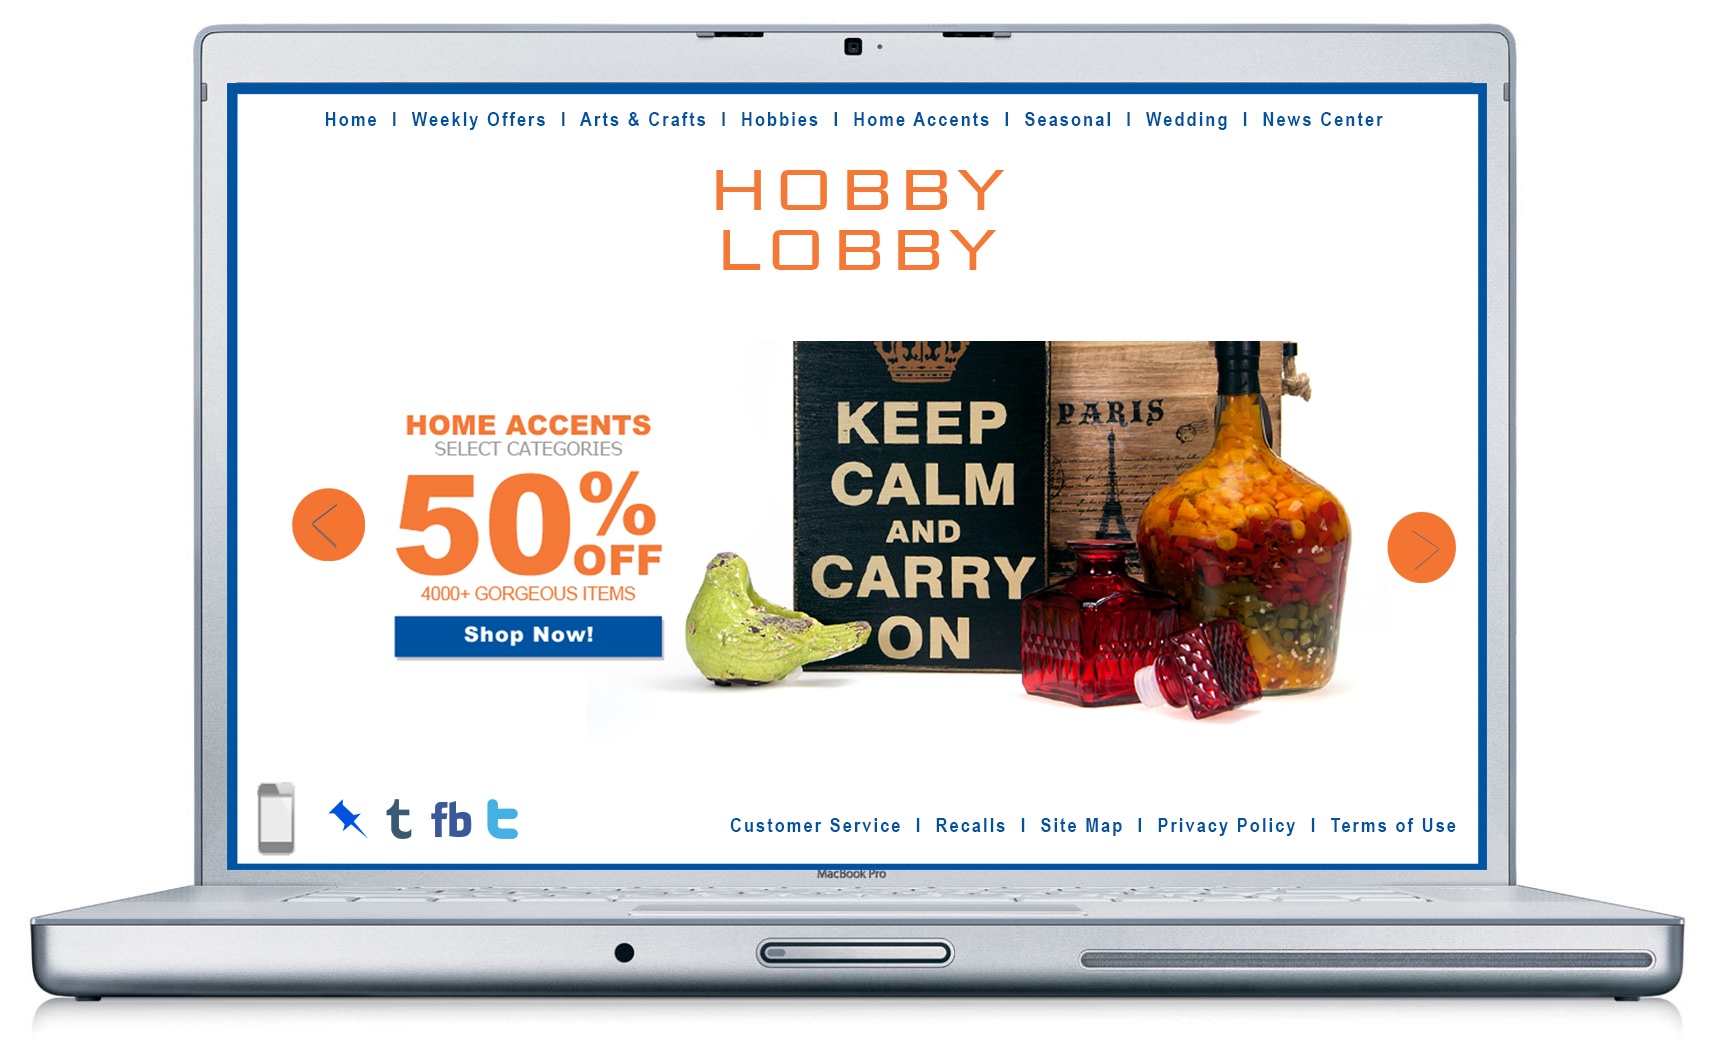 Home I Weekly Offers I Arts & Crafts I Hobbies I Home Accents I Seasonal I Wedding I News Center
HOBBY
LOBBY
HOME ACCENTS
SELECT CATEGORIES
50% OFF
4000+ GORGEOUS ITEMS
Shop Now!
KEEP
CALM
AND
CARRY
ON
PARIS
t fb t
Customer Service I Recalls I Site Map I Privacy Policy I Terms of Use
MacBook Pro